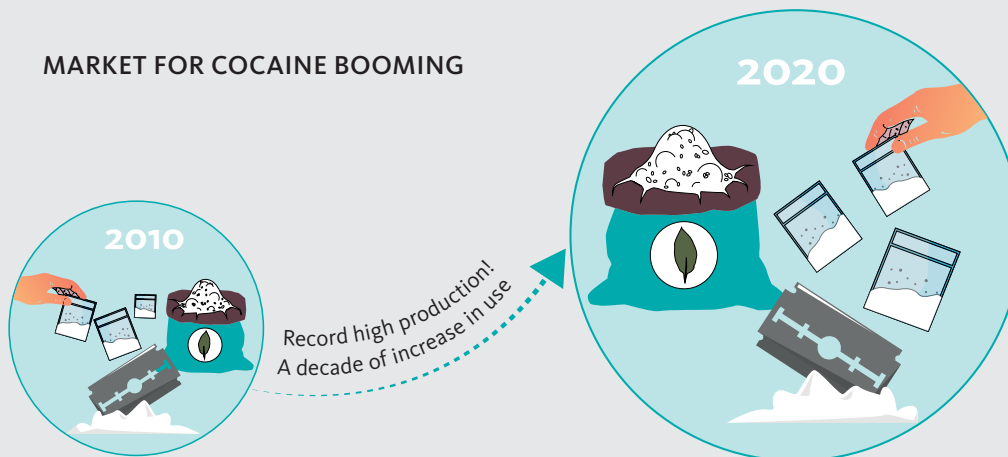 MARKET FOR COCAINE BOOMING
2010
Record high production!
A decade of increase in use
2020